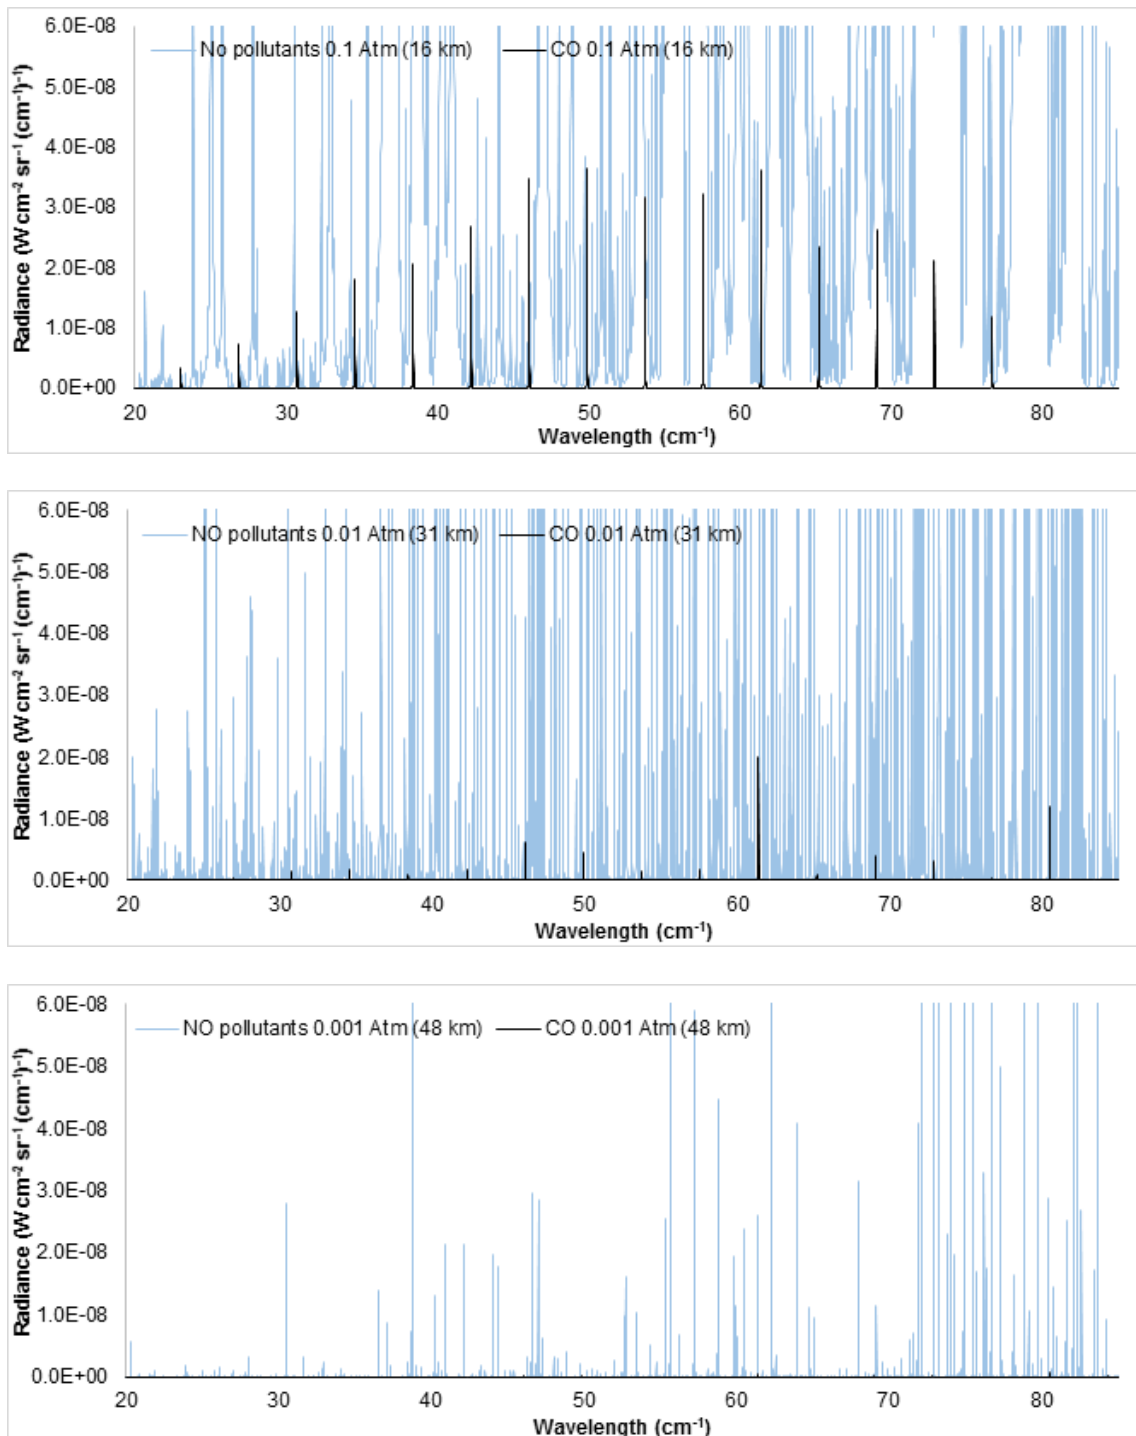 6.0E-08
No pollutants 0.1 Atm (16 km)
CO 0.1 Atm (16 km)
5.0E-08
4.0E-08
3.0E-08
2.0E-08
1.0E-08
0.0E+00
Radiance (W cm⁻² sr⁻¹ (cm⁻¹)⁻¹)
20 30 40 50 60 70 80
Wavelength (cm⁻¹)
6.0E-08
NO pollutants 0.01 Atm (31 km)
CO 0.01 Atm (31 km)
5.0E-08
4.0E-08
3.0E-08
2.0E-08
1.0E-08
0.0E+00
Radiance (W cm⁻² sr⁻¹ (cm⁻¹)⁻¹)
20 30 40 50 60 70 80
Wavelength (cm⁻¹)
6.0E-08
NO pollutants 0.001 Atm (48 km)
CO 0.001 Atm (48 km)
5.0E-08
4.0E-08
3.0E-08
2.0E-08
1.0E-08
0.0E+00
Radiance (W cm⁻² sr⁻¹ (cm⁻¹)⁻¹)
20 30 40 50 60 70 80
Wavelength (cm⁻¹)